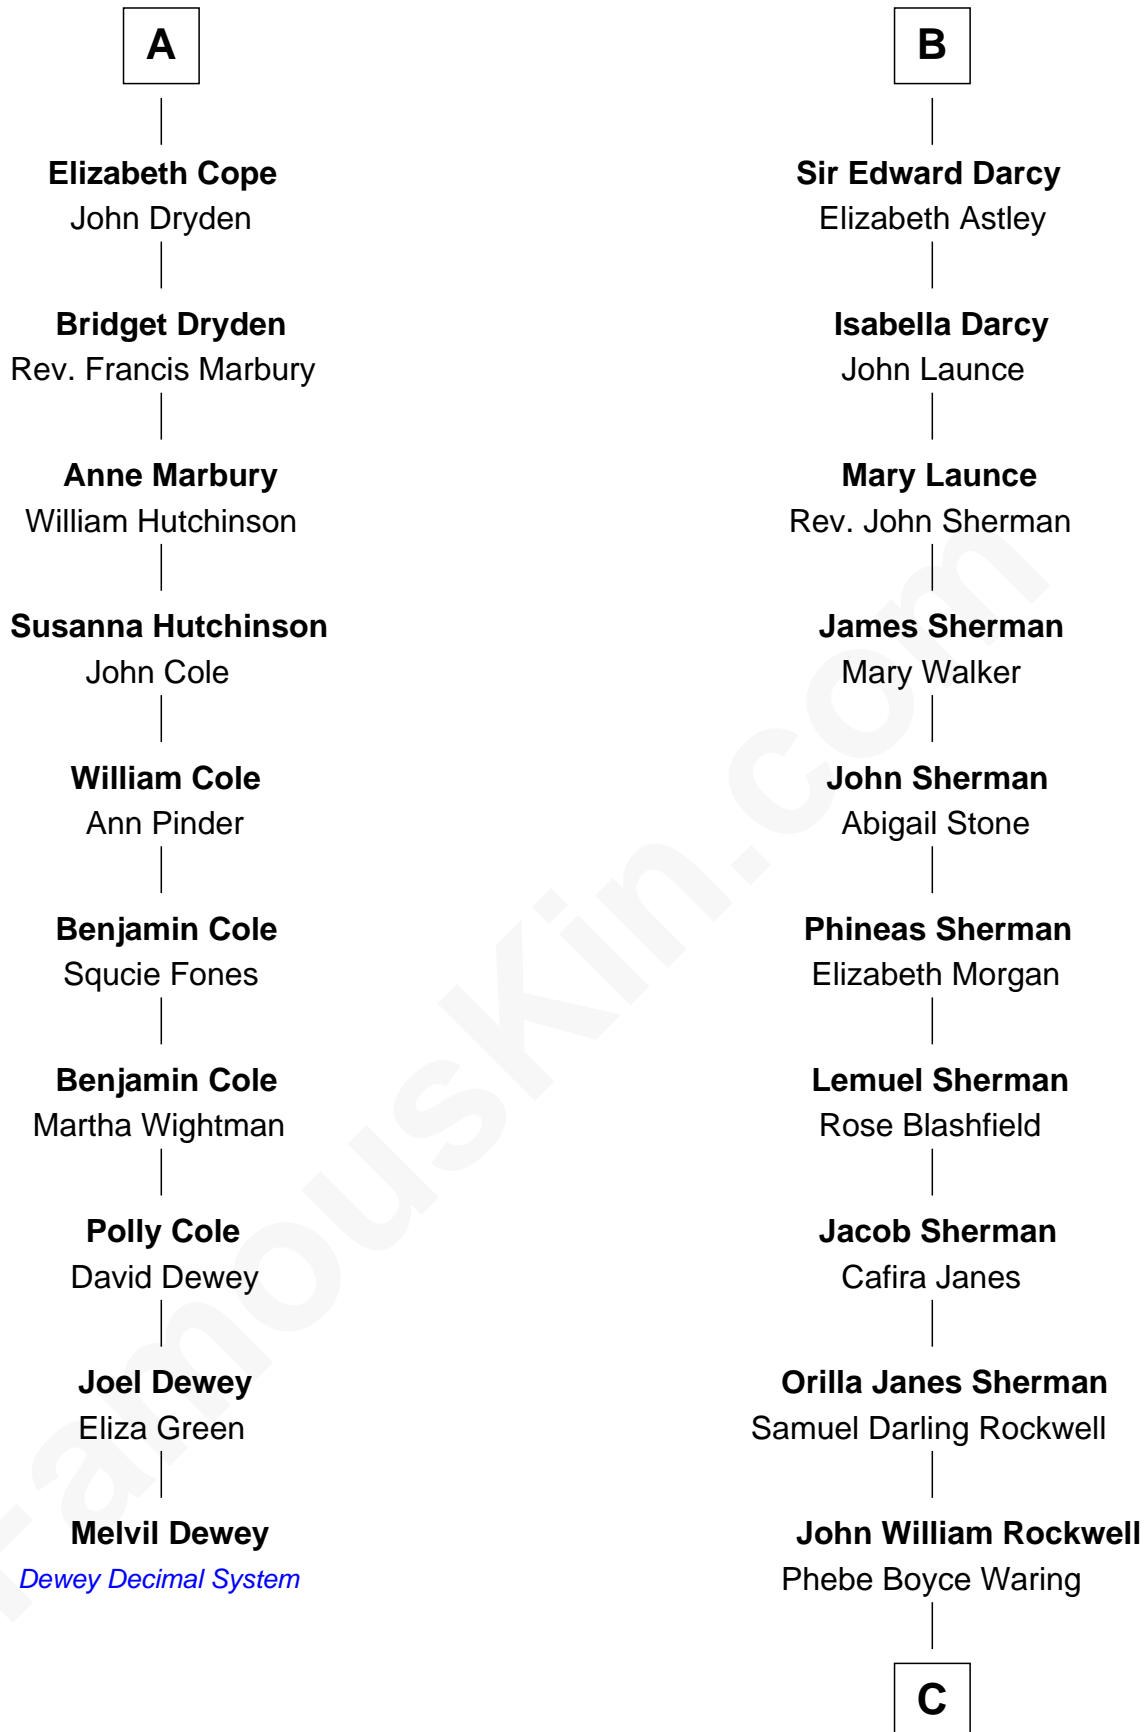 A
Elizabeth Cope
John Dryden
Bridget Dryden
Rev. Francis Marbury
Anne Marbury
William Hutchinson
Susanna Hutchinson
John Cole
William Cole
Ann Pinder
Benjamin Cole
Squcie Fones
Benjamin Cole
Martha Wightman
Polly Cole
David Dewey
Joel Dewey
Eliza Green
Melvil Dewey
Dewey Decimal System
B
Sir Edward Darcy
Elizabeth Astley
Isabella Darcy
John Launce
Mary Launce
Rev. John Sherman
James Sherman
Mary Walker
John Sherman
Abigail Stone
Phineas Sherman
Elizabeth Morgan
Lemuel Sherman
Rose Blashfield
Jacob Sherman
Cafira Janes
Orilla Janes Sherman
Samuel Darling Rockwell
John William Rockwell
Phebe Boyce Waring
C
FamousKin.com